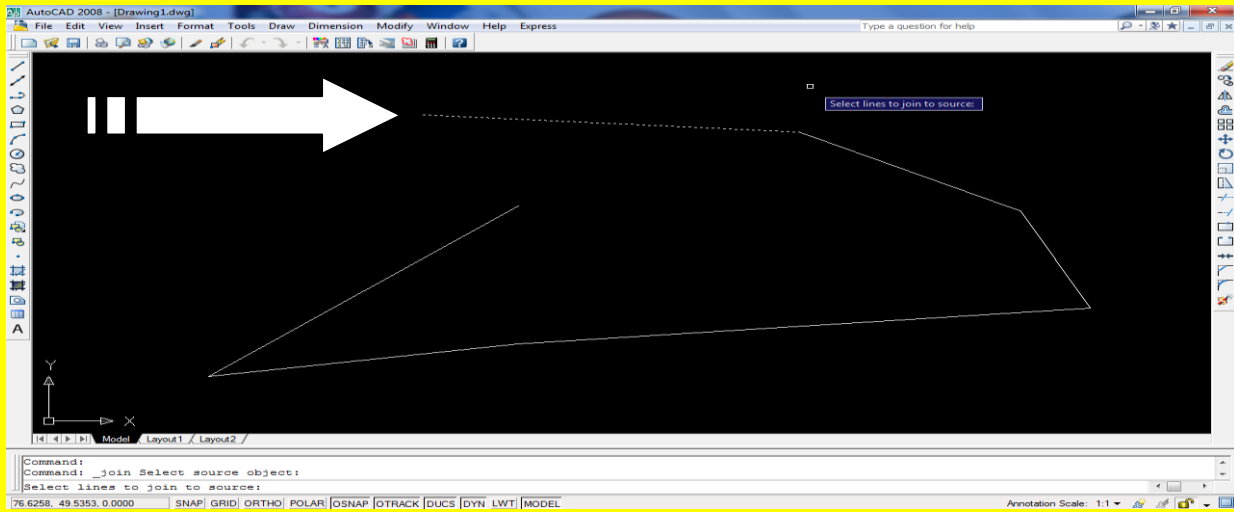 AutoCAD 2008 - [Drawing1.dwg]
File Edit View Insert Format Tools Draw Dimension Modify Window Help Express
Type a question for help
Select lines to join to source:
A
Y
X
Model Layout1 Layout2
Command:
Command: _join Select source object:
Select lines to join to source:
76.6258, 49.5353, 0.0000 SNAP GRID ORTHO POLAR OSNAP OTRACK DUCS DYN LWT MODEL Annotation Scale: 1:1